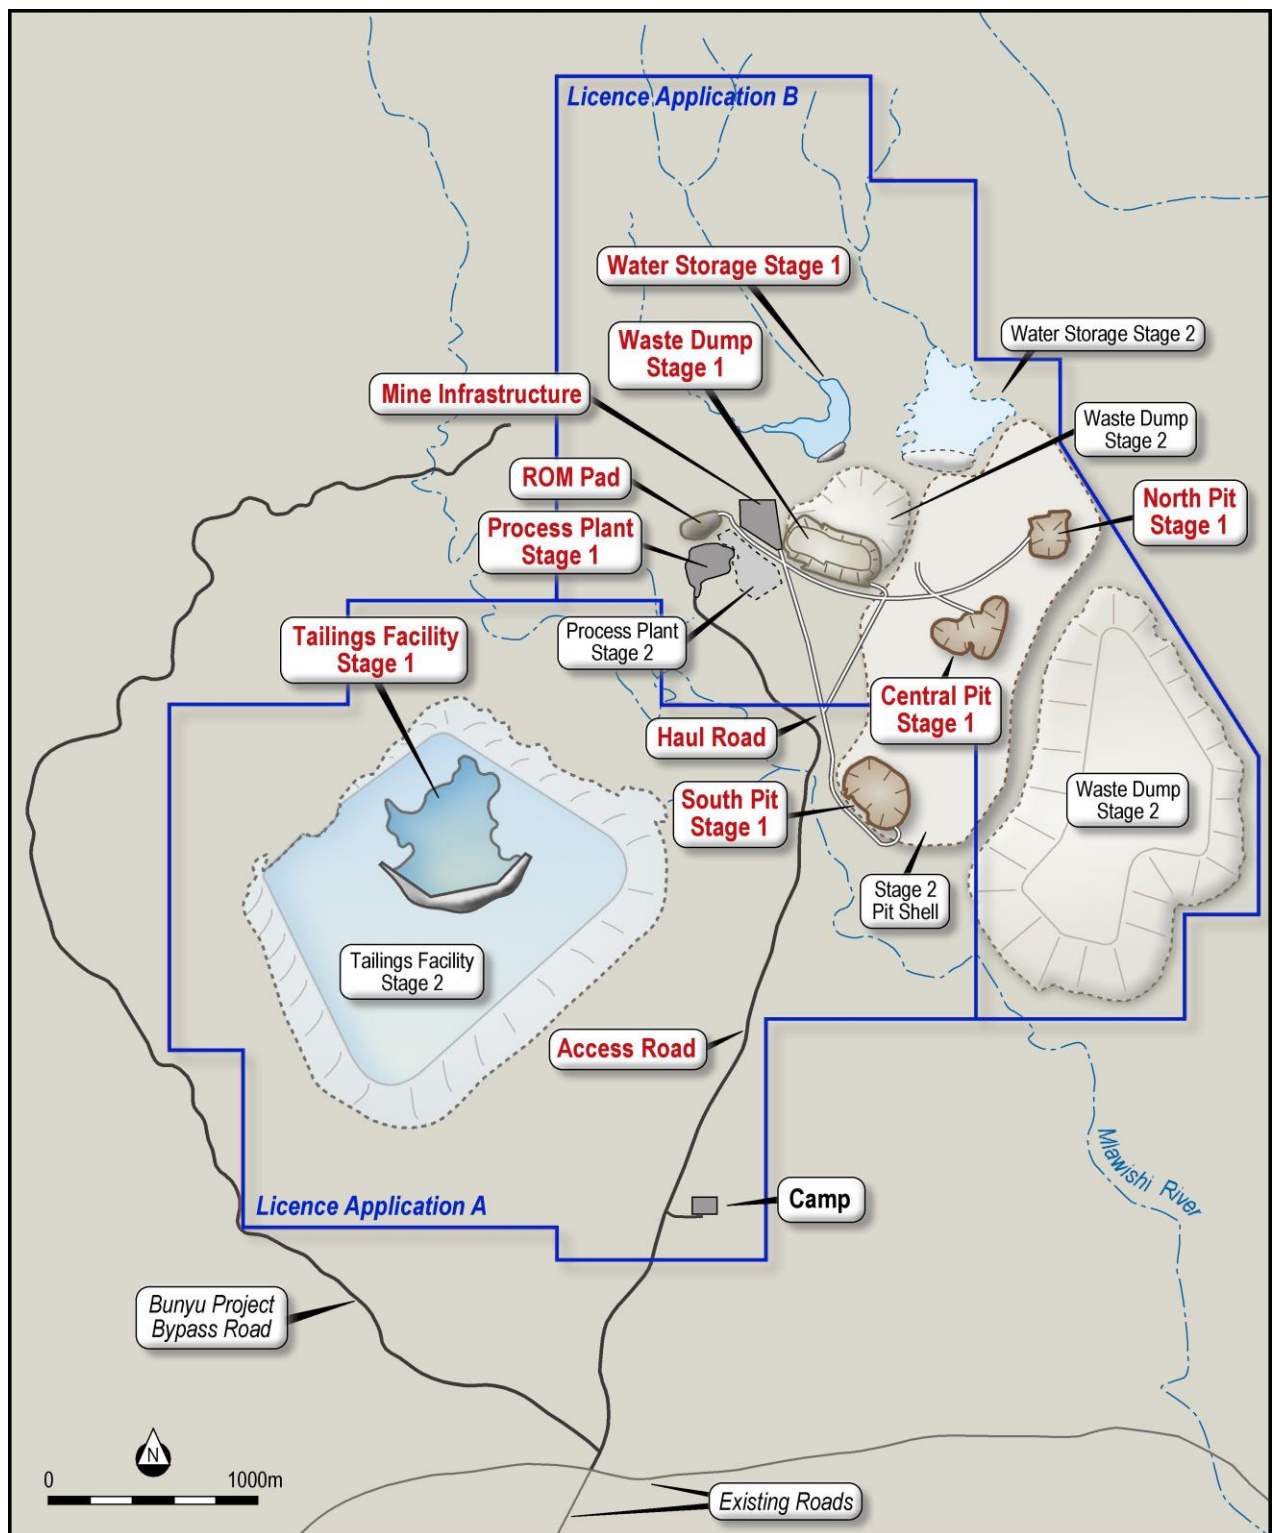 Licence Application B
Water Storage Stage 1
Waste Dump
Stage 1
Water Storage Stage 2
Mine Infrastructure
Waste Dump
Stage 2
ROM Pad
North Pit
Stage 1
Process Plant
Stage 1
Tailings Facility
Stage 1
Process Plant
Stage 2
Central Pit
Stage 1
Haul Road
South Pit
Stage 1
Waste Dump
Stage 2
Stage 2
Pit Shell
Tailings Facility
Stage 2
Access Road
Mlawishi River
Licence Application A
Camp
Bunyu Project
Bypass Road
N
0
1000m
Existing Roads